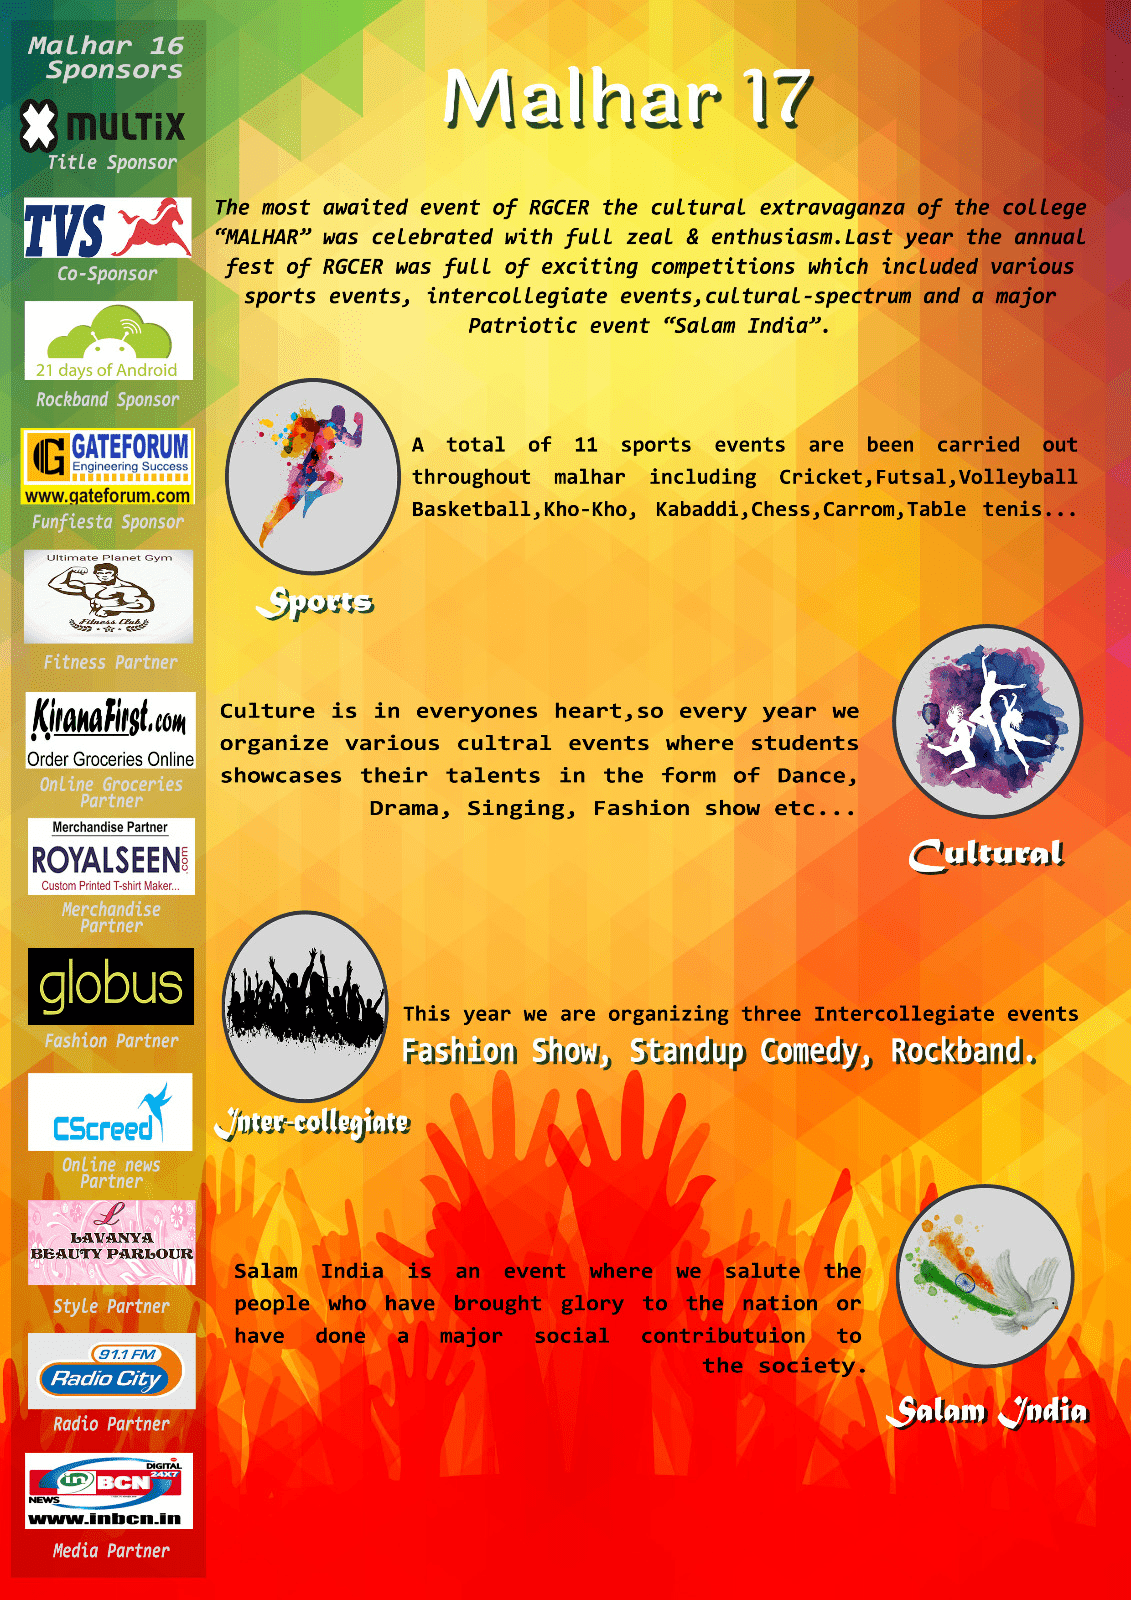 Malhar 16
Sponsors
MULTiX
Title Sponsor
TVS
Co-Sponsor
21 days of Android
Rockband Sponsor
G GATEFORUM
Engineering Success
www.gateforum.com
Funfiesta Sponsor
Ultimate Planet Gym
Fitness Club
Fitness Partner
KiranaFirst.com
Order Groceries Online
Online Groceries
Partner
Merchandise Partner
ROYALSEEN.com
Custom Printed T-shirt Maker...
Merchandise
Partner
globus
Fashion Partner
CScreed
Online news
Partner
L
LAVANYA
BEAUTY PARLOUR
Style Partner
91.1 FM
Radio City
Radio Partner
DIGITAL
24X7
in BCN
NEWS
www.inbcn.in
Media Partner
Malhar 17
The most awaited event of RGCER the cultural extravaganza of the college
“MALHAR” was celebrated with full zeal & enthusiasm.Last year the annual
fest of RGCER was full of exciting competitions which included various
sports events, intercollegiate events,cultural-spectrum and a major
Patriotic event “Salam India”.
A total of 11 sports events are been carried out
throughout malhar including Cricket,Futsal,Volleyball
Basketball,Kho-Kho, Kabaddi,Chess,Carrom,Table tenis...
Sports
Culture is in everyones heart,so every year we
organize various cultral events where students
showcases their talents in the form of Dance,
Drama, Singing, Fashion show etc...
Cultural
This year we are organizing three Intercollegiate events
Fashion Show, Standup Comedy, Rockband.
Inter-collegiate
Salam India is an event where we salute the
people who have brought glory to the nation or
have done a major social contributuion to
the society.
Salam India